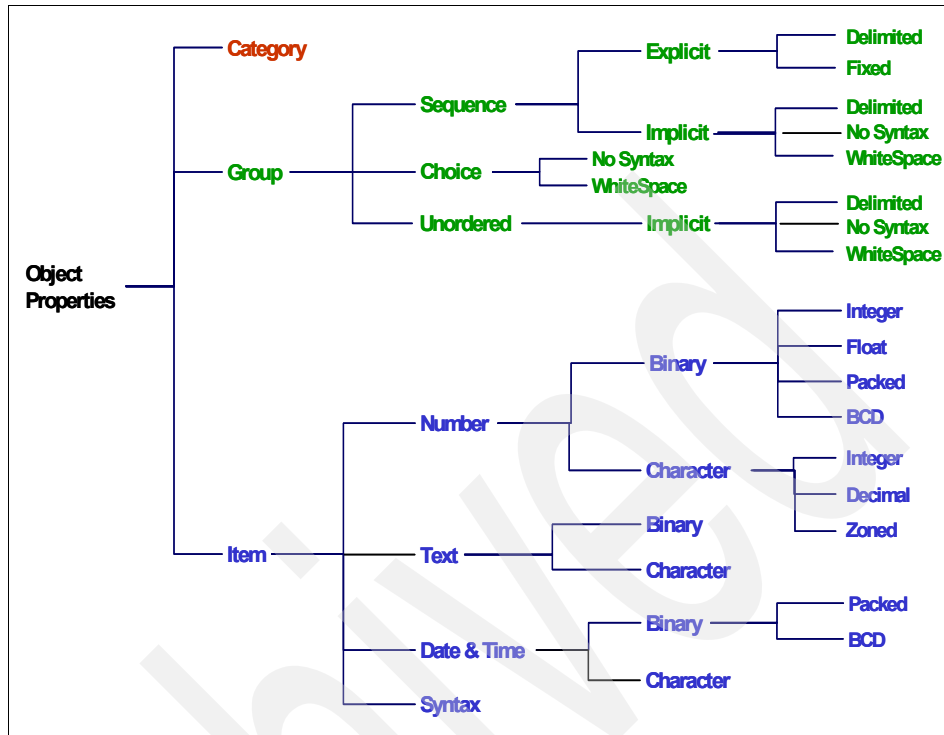 Category
Group
Sequence
Explicit
Delimited
Fixed
Implicit
Delimited
No Syntax
WhiteSpace
Choice
No Syntax
WhiteSpace
Unordered
Implicit
Delimited
No Syntax
WhiteSpace
Object
Properties
Item
Number
Binary
Integer
Float
Packed
BCD
Character
Integer
Decimal
Zoned
Text
Binary
Character
Date & Time
Binary
Packed
BCD
Character
Syntax
hived